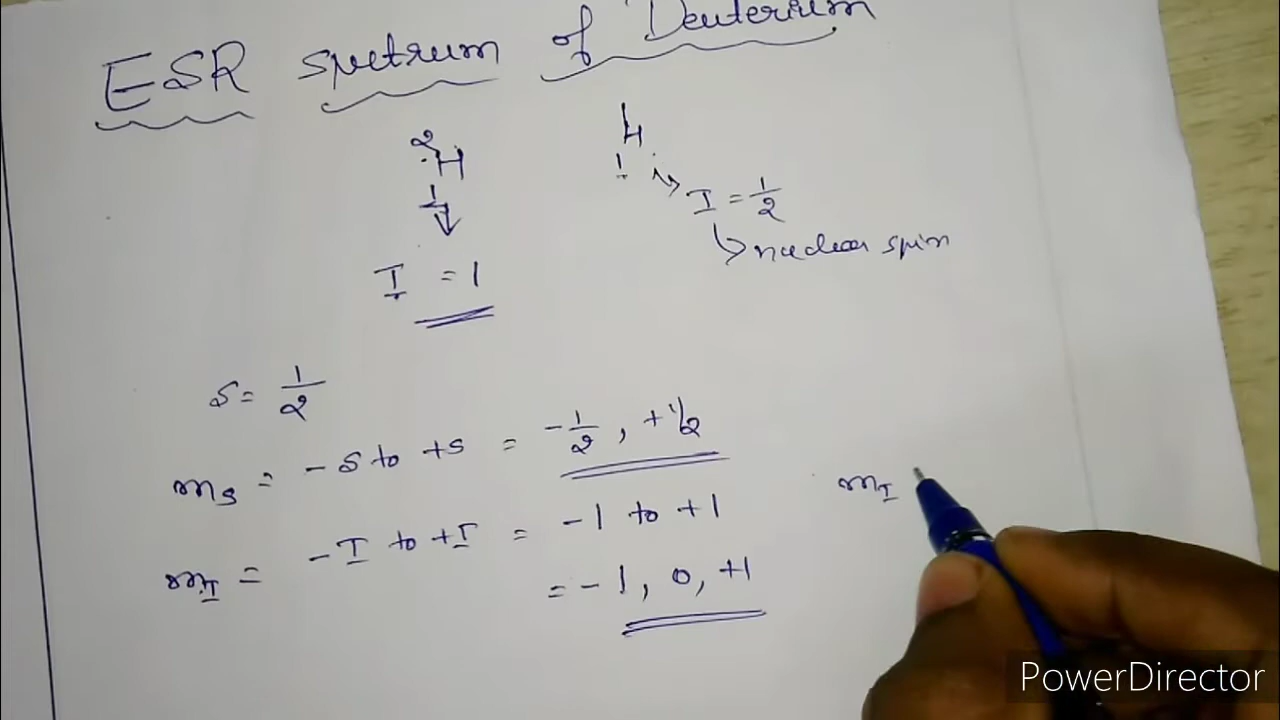 ESR spectrum of Deuterium
²H
1
I = 1
H
1
I = 1/2
nuclear spin
S = 1/2
mS = -S to +S = -1/2, +1/2
mI = -I to +I = -1 to +1
= -1, 0, +1
mI
PowerDirector